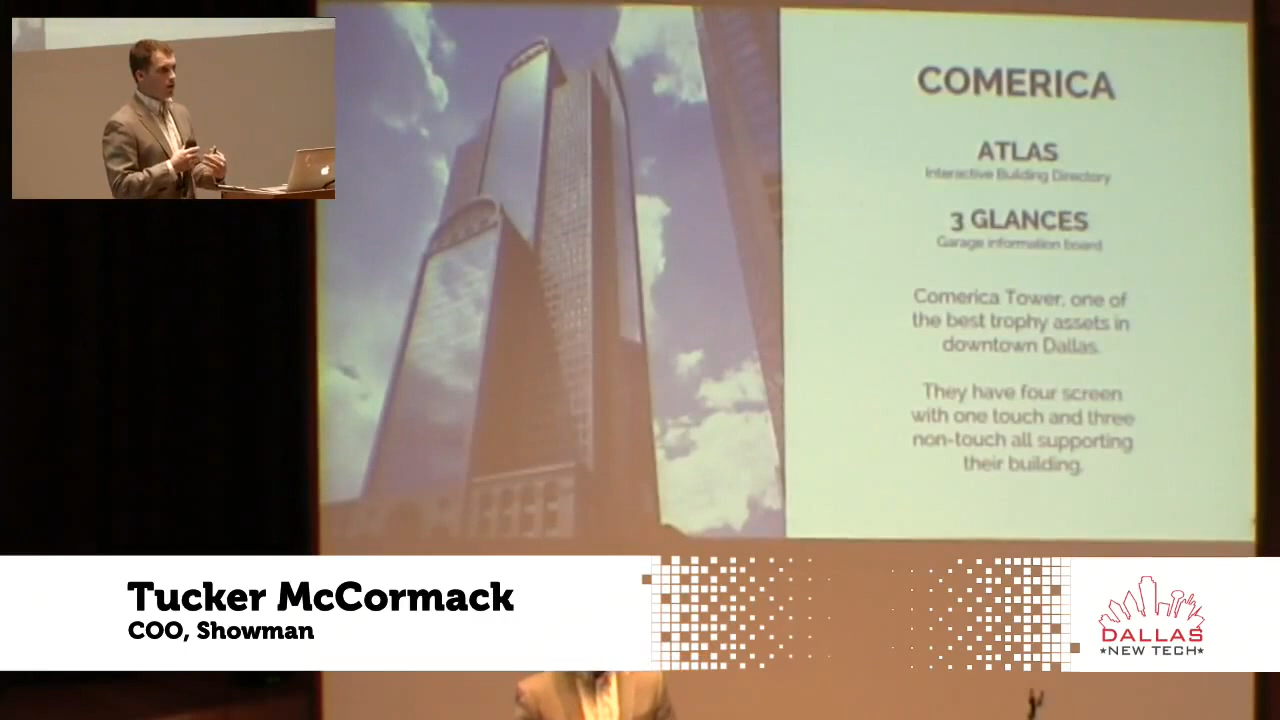 COMERICA
ATLAS
Interactive Building Directory
3 GLANCES
Garage information board
Comerica Tower, one of
the best trophy assets in
downtown Dallas.
They have four screen
with one touch and three
non-touch all supporting
their building.
Tucker McCormack
COO, Showman
DALLAS
★NEW TECH★